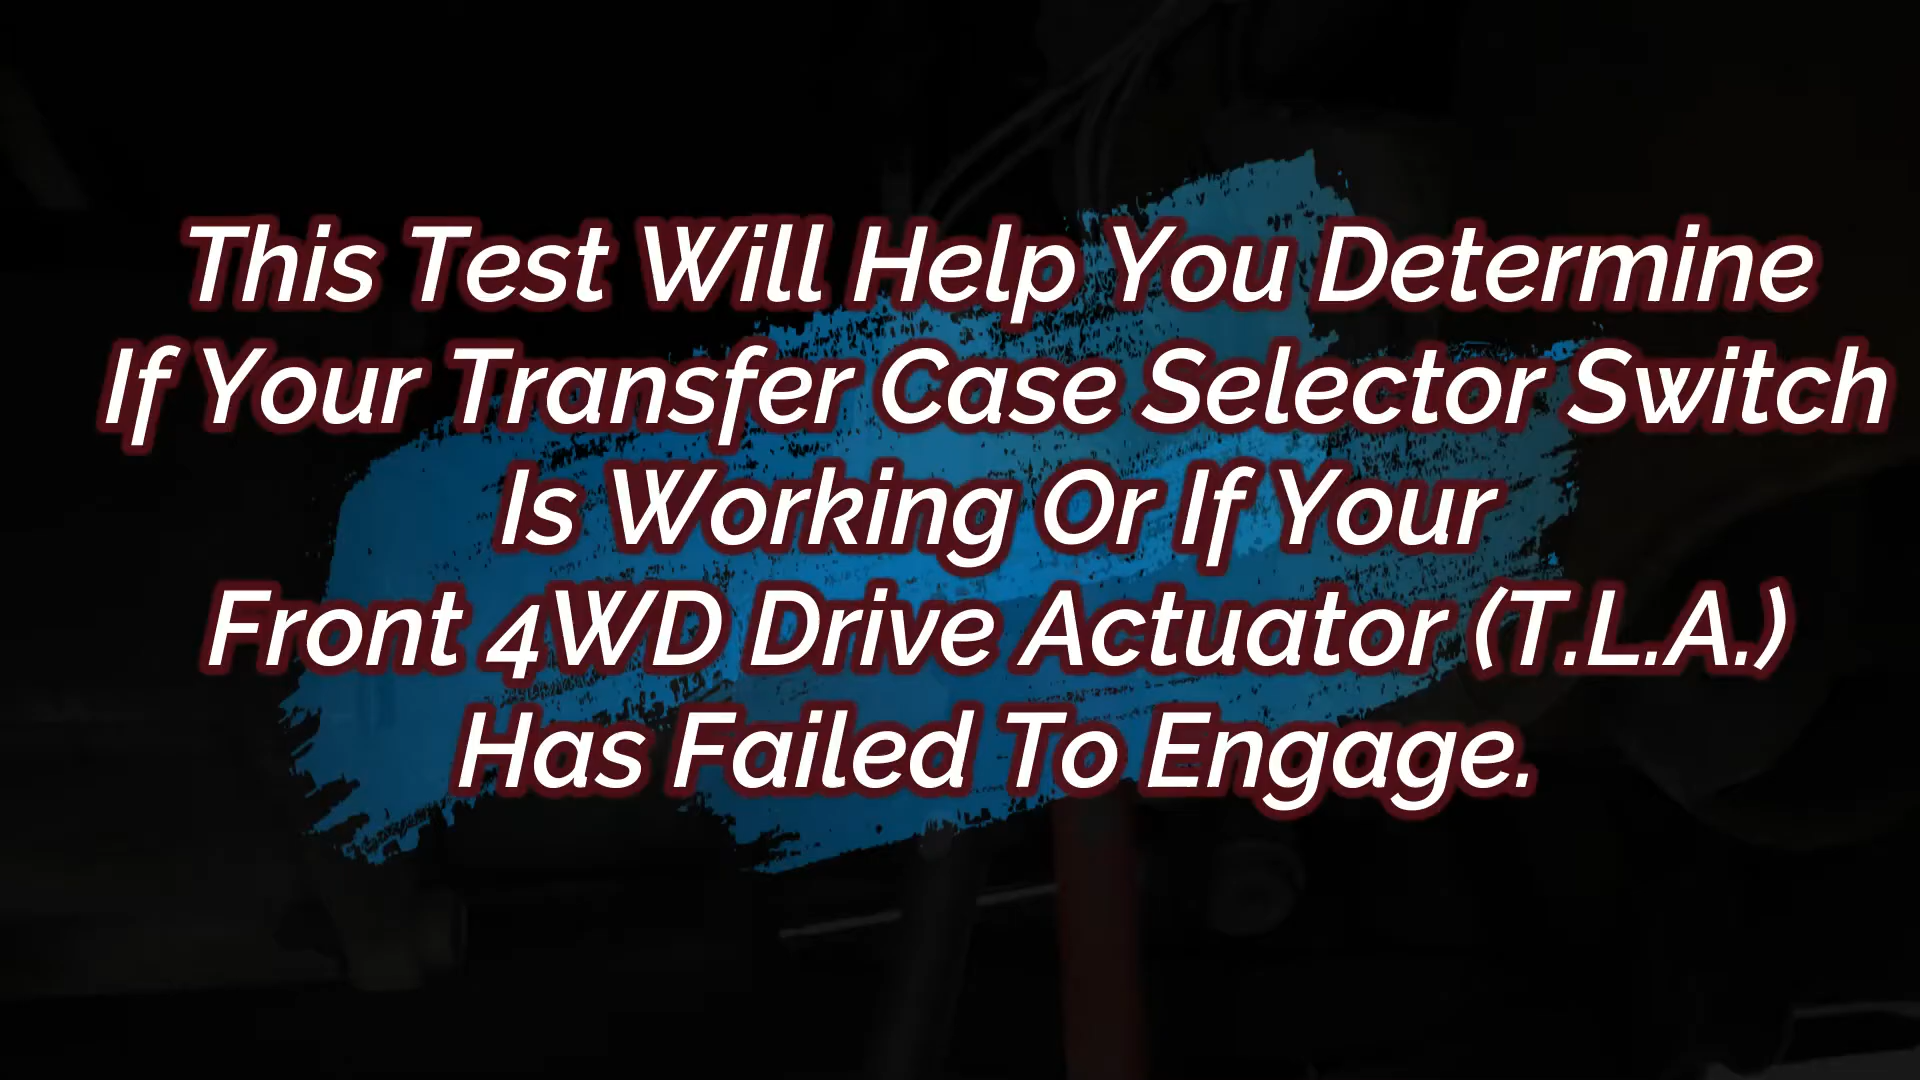 This Test Will Help You Determine
If Your Transfer Case Selector Switch
Is Working Or If Your
Front 4WD Drive Actuator (T.L.A.)
Has Failed To Engage.